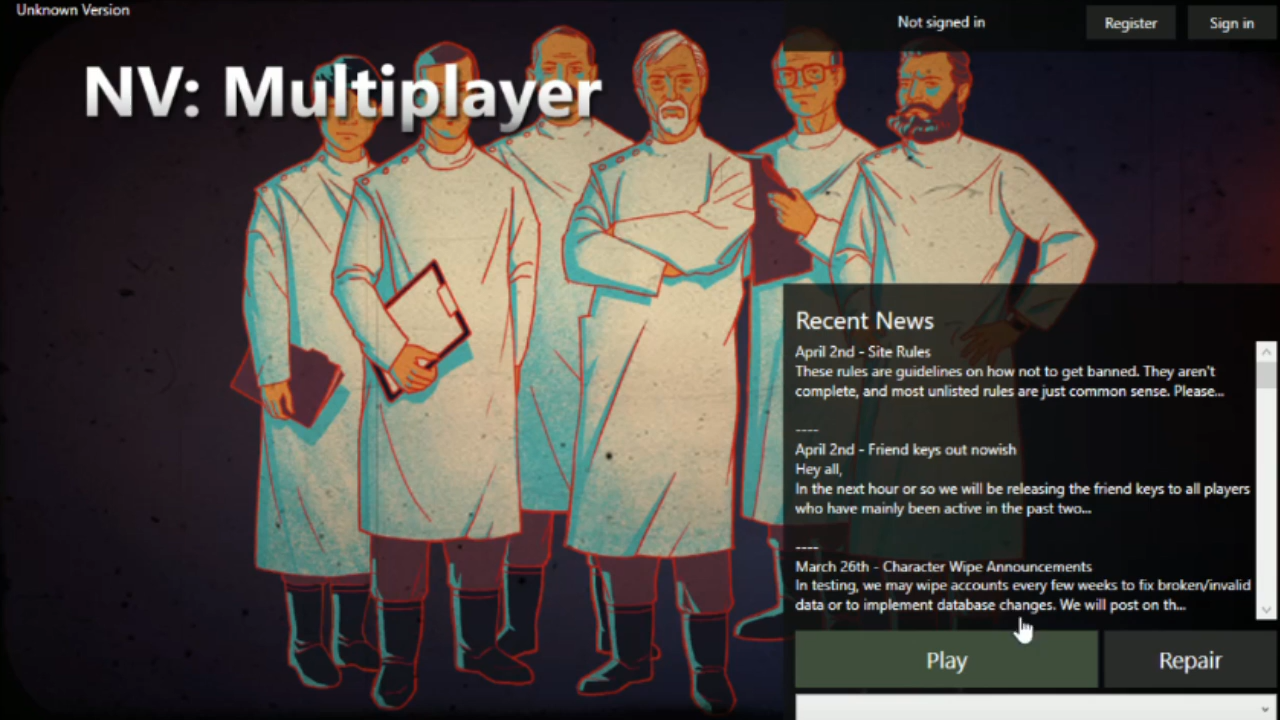 Unknown Version
Not signed in
Register
Sign in
NV: Multiplayer
Recent News
April 2nd - Site Rules
These rules are guidelines on how not to get banned. They aren't
complete, and most unlisted rules are just common sense. Please...
----
April 2nd - Friend keys out nowish
Hey all,
In the next hour or so we will be releasing the friend keys to all players
who have mainly been active in the past two...
----
March 26th - Character Wipe Announcements
In testing, we may wipe accounts every few weeks to fix broken/invalid
data or to implement database changes. We will post on th...
Play
Repair